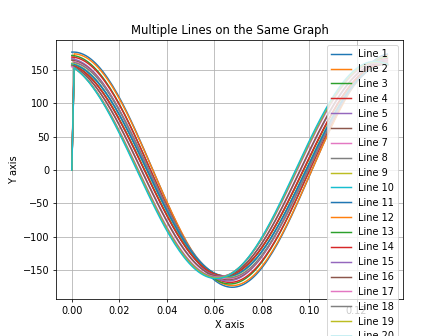 Multiple Lines on the Same Graph
Y axis
150
100
50
0
−50
−100
−150
0.00
0.02
0.04
0.06
0.08
0.10
X axis
Line 1
Line 2
Line 3
Line 4
Line 5
Line 6
Line 7
Line 8
Line 9
Line 10
Line 11
Line 12
Line 13
Line 14
Line 15
Line 16
Line 17
Line 18
Line 19
Line 20